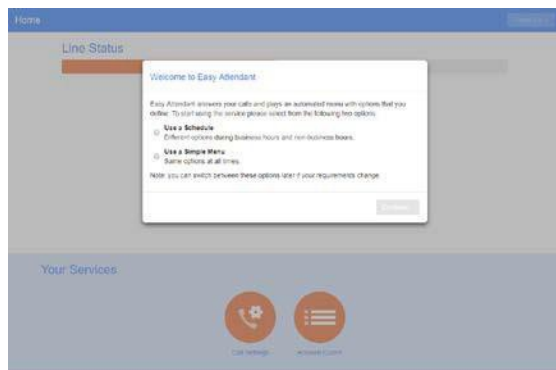 Home
Line Status
Welcome to Easy Attendant
Easy Attendant answers your calls and plays an automated menu with options that you
define. To start using the service please select from the following two options.
Use a Schedule
Different options during business hours and non-business hours.
Use a Simple Menu
Same options at all times.
Note: you can switch between these options later if your requirements change.
Your Services
Call Settings